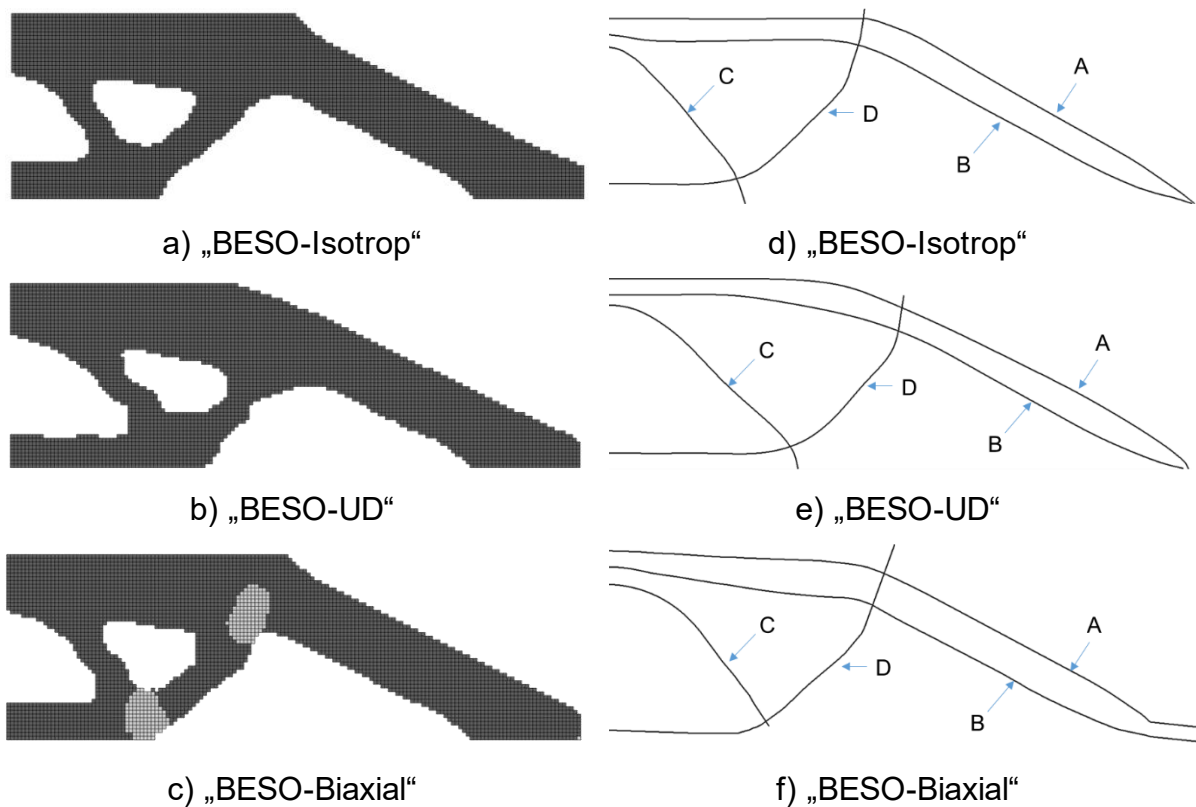 A
C
D
B
a) „BESO-Isotrop“
d) „BESO-Isotrop“
A
C
D
B
b) „BESO-UD“
e) „BESO-UD“
A
C
D
B
c) „BESO-Biaxial“
f) „BESO-Biaxial“